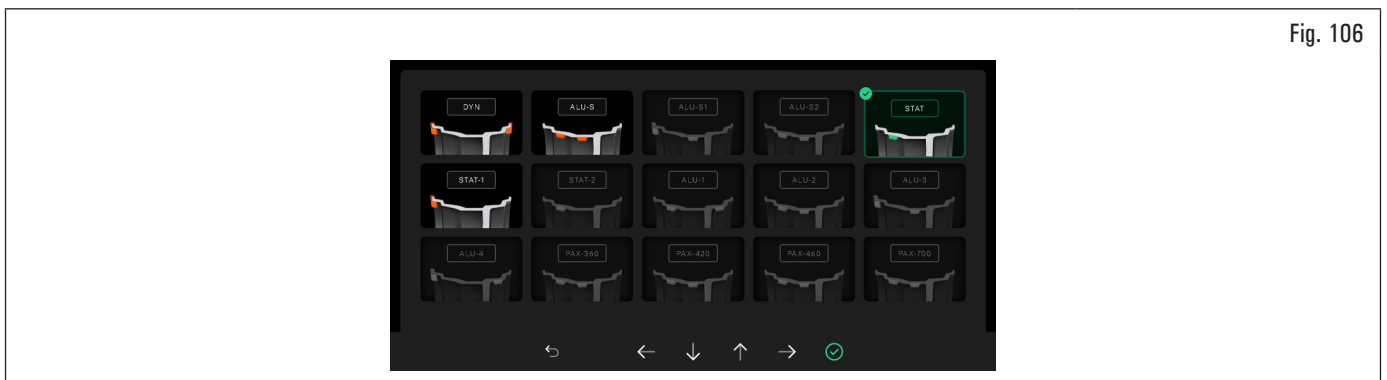 Fig. 106
DYN
ALU-S
ALU-S1
ALU-S2
STAT
STAT-1
STAT-2
ALU-1
ALU-2
ALU-3
ALU-4
PAX-360
PAX-420
PAX-460
PAX-700